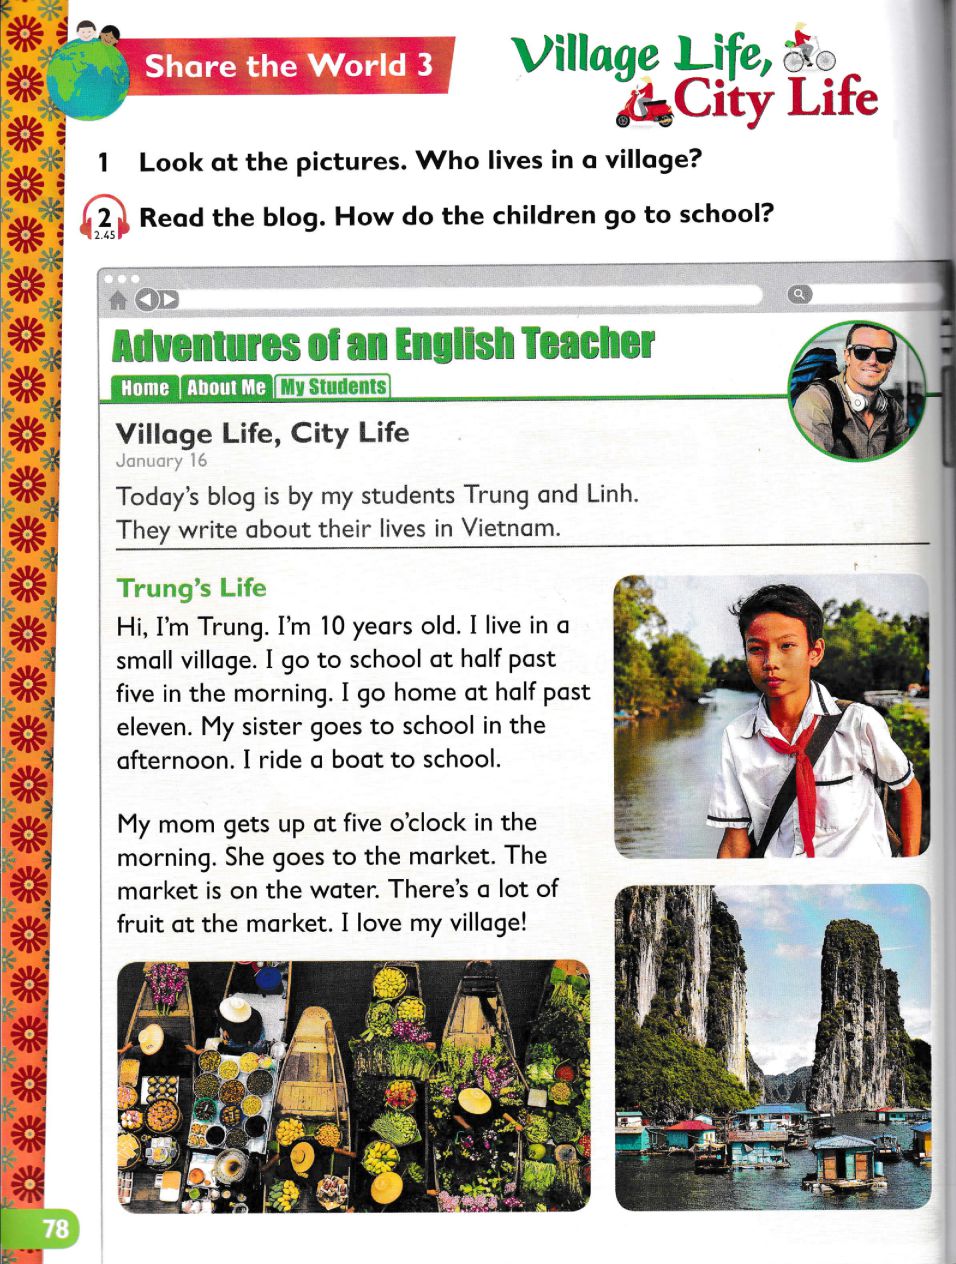 Share the World 3
Village Life,
City Life
1 Look at the pictures. Who lives in a village?
2 Read the blog. How do the children go to school?
2.45
Adventures of an English Teacher
Home About Me My Students
Village Life, City Life
January 16
Today's blog is by my students Trung and Linh.
They write about their lives in Vietnam.
Trung's Life
Hi, I'm Trung. I'm 10 years old. I live in a
small village. I go to school at half past
five in the morning. I go home at half past
eleven. My sister goes to school in the
afternoon. I ride a boat to school.
My mom gets up at five o'clock in the
morning. She goes to the market. The
market is on the water. There's a lot of
fruit at the market. I love my village!
78